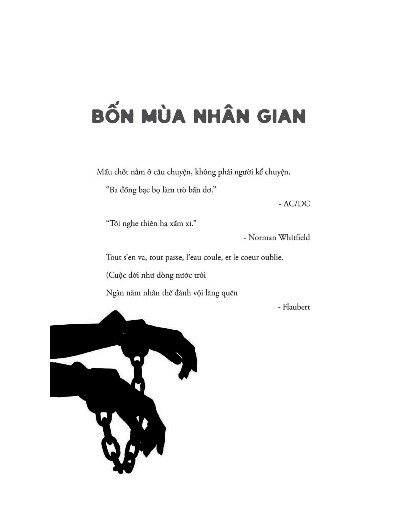 BỐN MÙA NHÂN GIAN
Mấu chốt nằm ở câu chuyện, không phải người kể chuyện.
“Ba đồng bạc bọ làm trò bẩn dơ.”
- AC/DC
“Tôi nghe thiên hạ xầm xì.”
- Norman Whitfield
Tout s'en va, tout passe, l'eau coule, et le coeur oublie.
(Cuộc đời như dòng nước trôi
Ngàn năm nhân thế đành vội lãng quên
- Flaubert